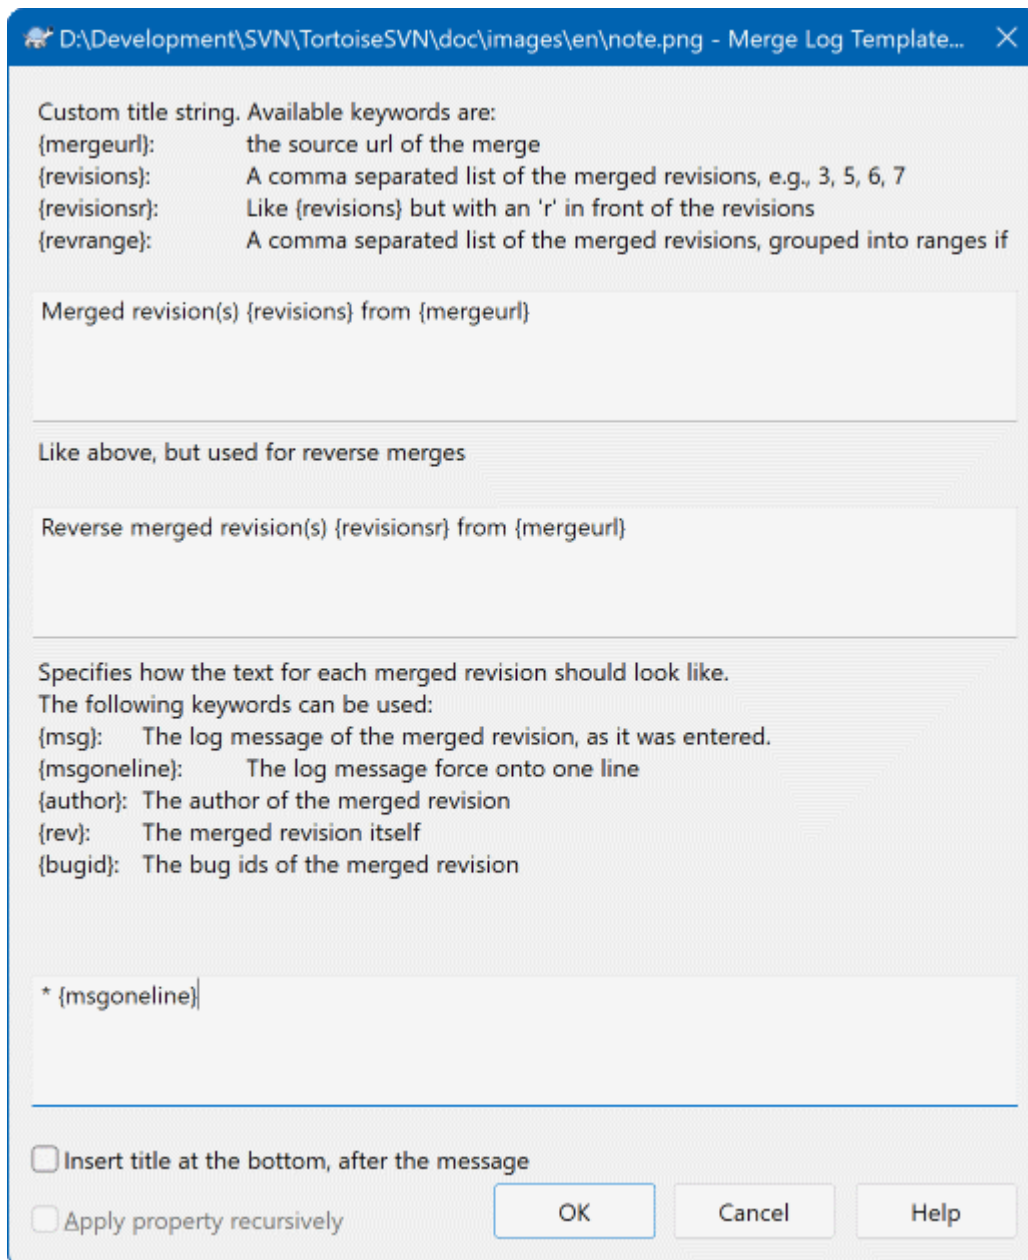 D:\Development\SVN\TortoiseSVN\doc\images\en\note.png - Merge Log Template...
Custom title string. Available keywords are:
{mergeurl}: the source url of the merge
{revisions}: A comma separated list of the merged revisions, e.g., 3, 5, 6, 7
{revisionsr}: Like {revisions} but with an 'r' in front of the revisions
{revrange}: A comma separated list of the merged revisions, grouped into ranges if
Merged revision(s) {revisions} from {mergeurl}
Like above, but used for reverse merges
Reverse merged revision(s) {revisionsr} from {mergeurl}
Specifies how the text for each merged revision should look like.
The following keywords can be used:
{msg}: The log message of the merged revision, as it was entered.
{msgoneline}: The log message force onto one line
{author}: The author of the merged revision
{rev}: The merged revision itself
{bugid}: The bug ids of the merged revision
* {msgoneline}
Insert title at the bottom, after the message
Apply property recursively
OK Cancel Help